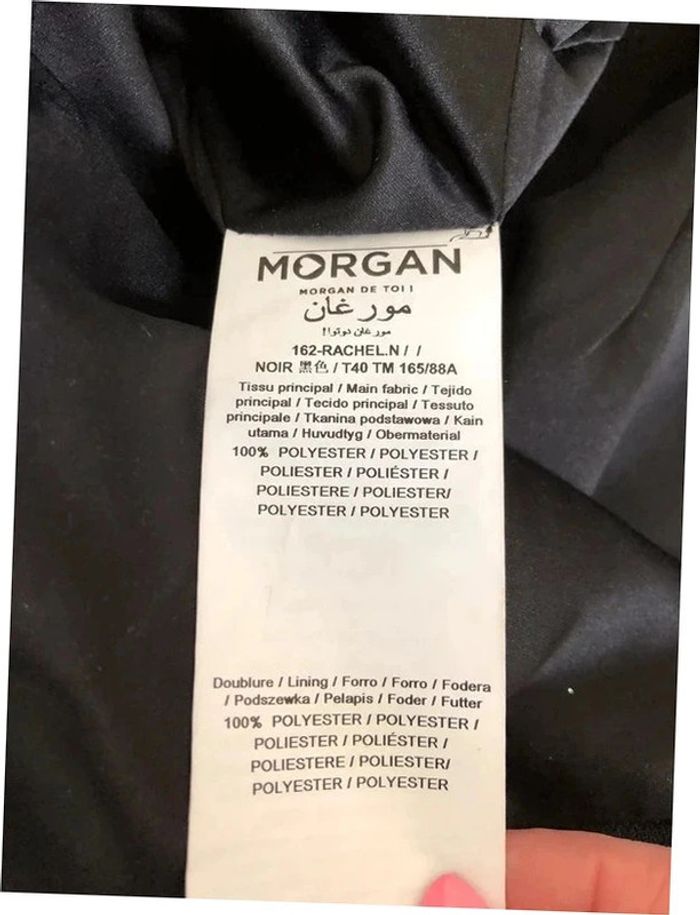 MORGAN
MORGAN DE TOI !
مورغان
مورغان دوتوا!
162-RACHEL.N / /
NOIR 黑色 / T40 TM 165/88A
Tissu principal / Main fabric / Tejido
principal / Tecido principal / Tessuto
principale / Tkanina podstawowa / Kain
utama / Huvudtyg / Obermaterial
100% POLYESTER / POLYESTER /
POLIESTER / POLIÉSTER /
POLIESTERE / POLIESTER/
POLYESTER / POLYESTER
Doublure / Lining / Forro / Forro / Fodera
/ Podszewka / Pelapis / Foder / Futter
100% POLYESTER / POLYESTER /
POLIESTER / POLIÉSTER /
POLIESTERE / POLIESTER/
POLYESTER / POLYESTER